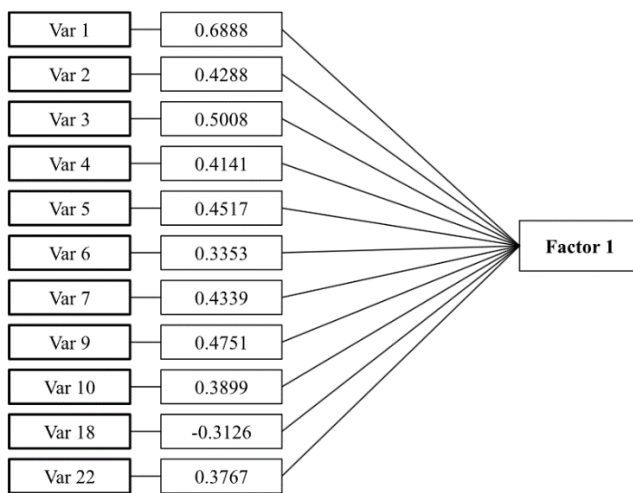 Var 1 0.6888
Var 2 0.4288
Var 3 0.5008
Var 4 0.4141
Var 5 0.4517
Var 6 0.3353
Factor 1
Var 7 0.4339
Var 9 0.4751
Var 10 0.3899
Var 18 -0.3126
Var 22 0.3767